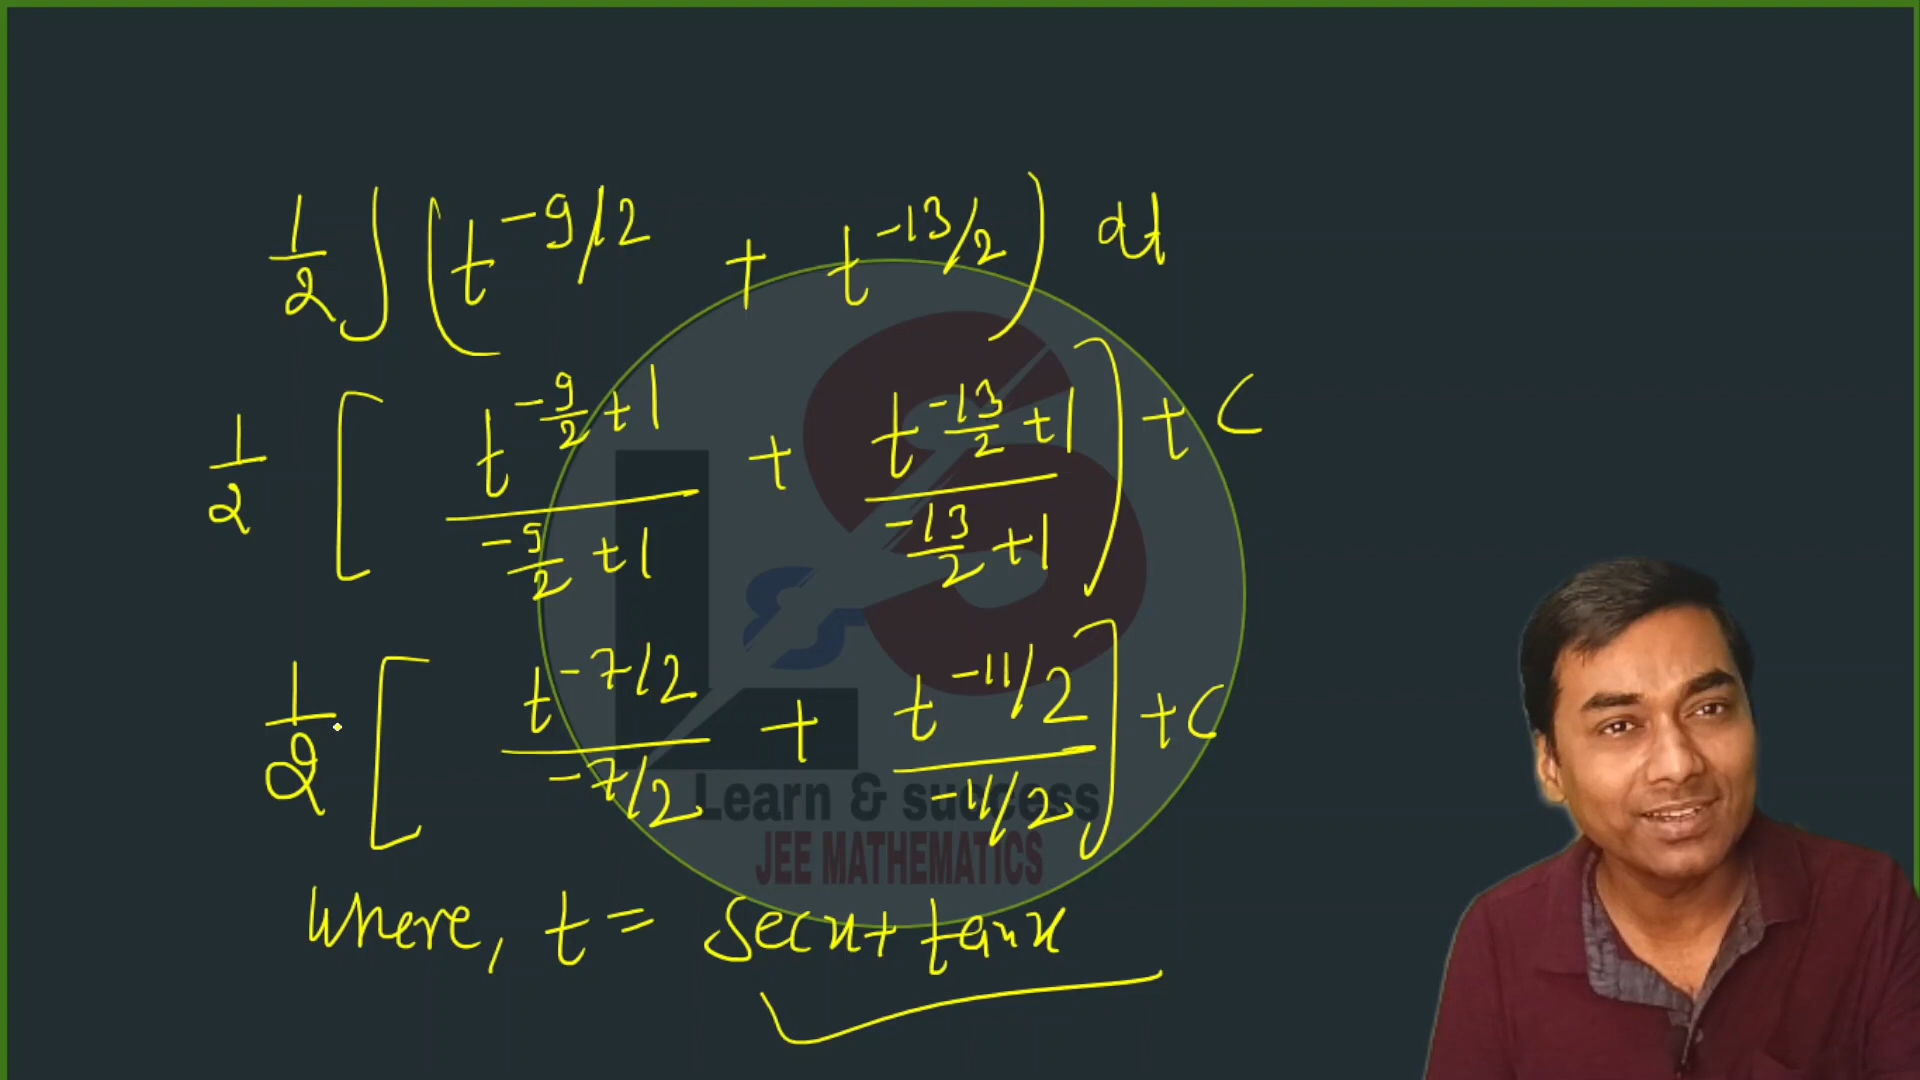 1/2 ∫ (t^{-9/2} + t^{-13/2}) dt
1/2 [ t^{-9/2+1} / (-9/2+1) + t^{-13/2+1} / (-13/2+1) ] + C
1/2 [ t^{-7/2} / (-7/2) + t^{-11/2} / (-11/2) ] + C
Learn & success
JEE MATHEMATICS
where, t = secx + tanx